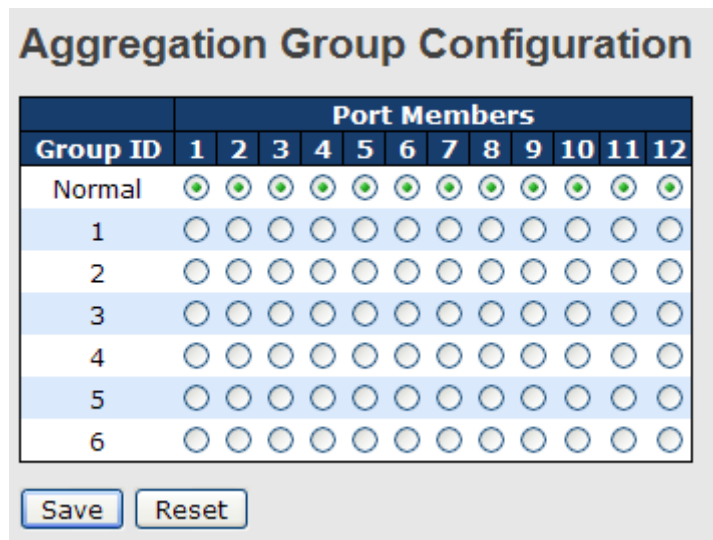 Aggregation Group Configuration
Port Members
Group ID 1 2 3 4 5 6 7 8 9 10 11 12
Normal
1
2
3
4
5
6
Save Reset